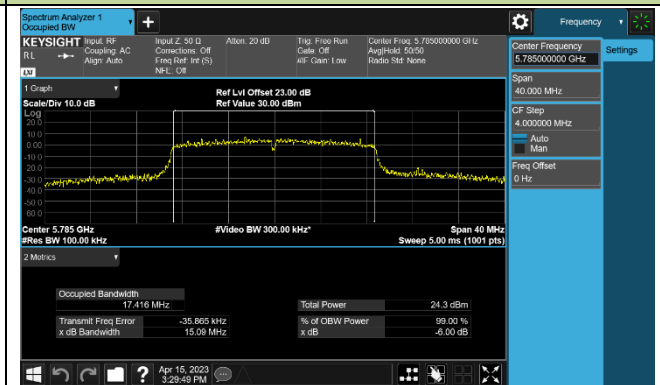 Spectrum Analyzer 1
Occupied BW
+
Frequency
KEYSIGHT
RL
LXI
Input: RF
Coupling: AC
Align: Auto
Input Z: 50 Ω
Corrections: Off
Freq Ref: Int (S)
NFE: Off
Atten: 20 dB
Trig: Free Run
Gate: Off
#IF Gain: Low
Center Freq: 5.785000000 GHz
Avg|Hold: 50/50
Radio Std: None
Center Frequency
5.785000000 GHz
Settings
Span
40.000 MHz
CF Step
4.000000 MHz
Auto
Man
Freq Offset
0 Hz
1 Graph
Scale/Div 10.0 dB
Ref Lvl Offset 23.00 dB
Ref Value 30.00 dBm
Log
20.0
10.0
0.00
-10.0
-20.0
-30.0
-40.0
-50.0
-60.0
Center 5.785 GHz
#Res BW 100.00 kHz
#Video BW 300.00 kHz*
Span 40 MHz
Sweep 5.00 ms (1001 pts)
2 Metrics
Occupied Bandwidth
17.416 MHz
Total Power 24.3 dBm
Transmit Freq Error -35.865 kHz
% of OBW Power 99.00 %
x dB Bandwidth 15.09 MHz
x dB -6.00 dB
?
Apr 15, 2023
3:29:49 PM